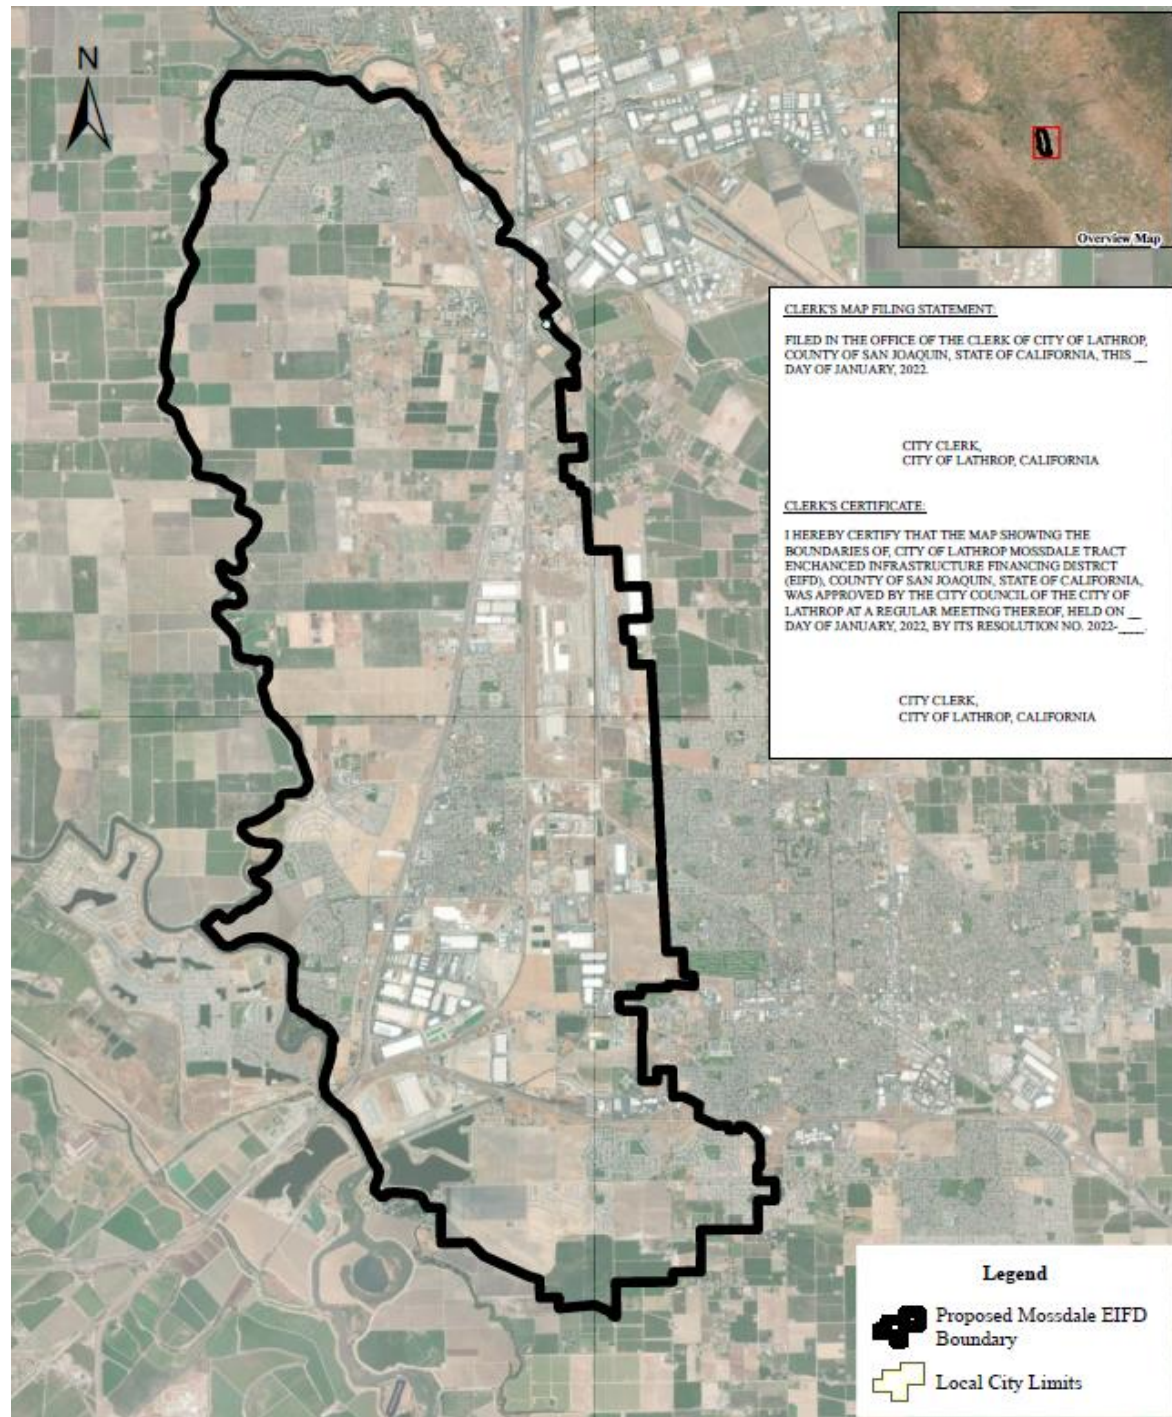 N
Overview Map
CLERK'S MAP FILING STATEMENT:
FILED IN THE OFFICE OF THE CLERK OF CITY OF LATHROP,
COUNTY OF SAN JOAQUIN, STATE OF CALIFORNIA, THIS __
DAY OF JANUARY, 2022.
CITY CLERK,
CITY OF LATHROP, CALIFORNIA
CLERK'S CERTIFICATE:
I HEREBY CERTIFY THAT THE MAP SHOWING THE
BOUNDARIES OF, CITY OF LATHROP MOSSDALE TRACT
ENCHANCED INFRASTRUCTURE FINANCING DISTRCT
(EIFD), COUNTY OF SAN JOAQUIN, STATE OF CALIFORNIA,
WAS APPROVED BY THE CITY COUNCIL OF THE CITY OF
LATHROP AT A REGULAR MEETING THEREOF, HELD ON __
DAY OF JANUARY, 2022, BY ITS RESOLUTION NO. 2022-____.
CITY CLERK,
CITY OF LATHROP, CALIFORNIA
Legend
Proposed Mossdale EIFD
Boundary
Local City Limits